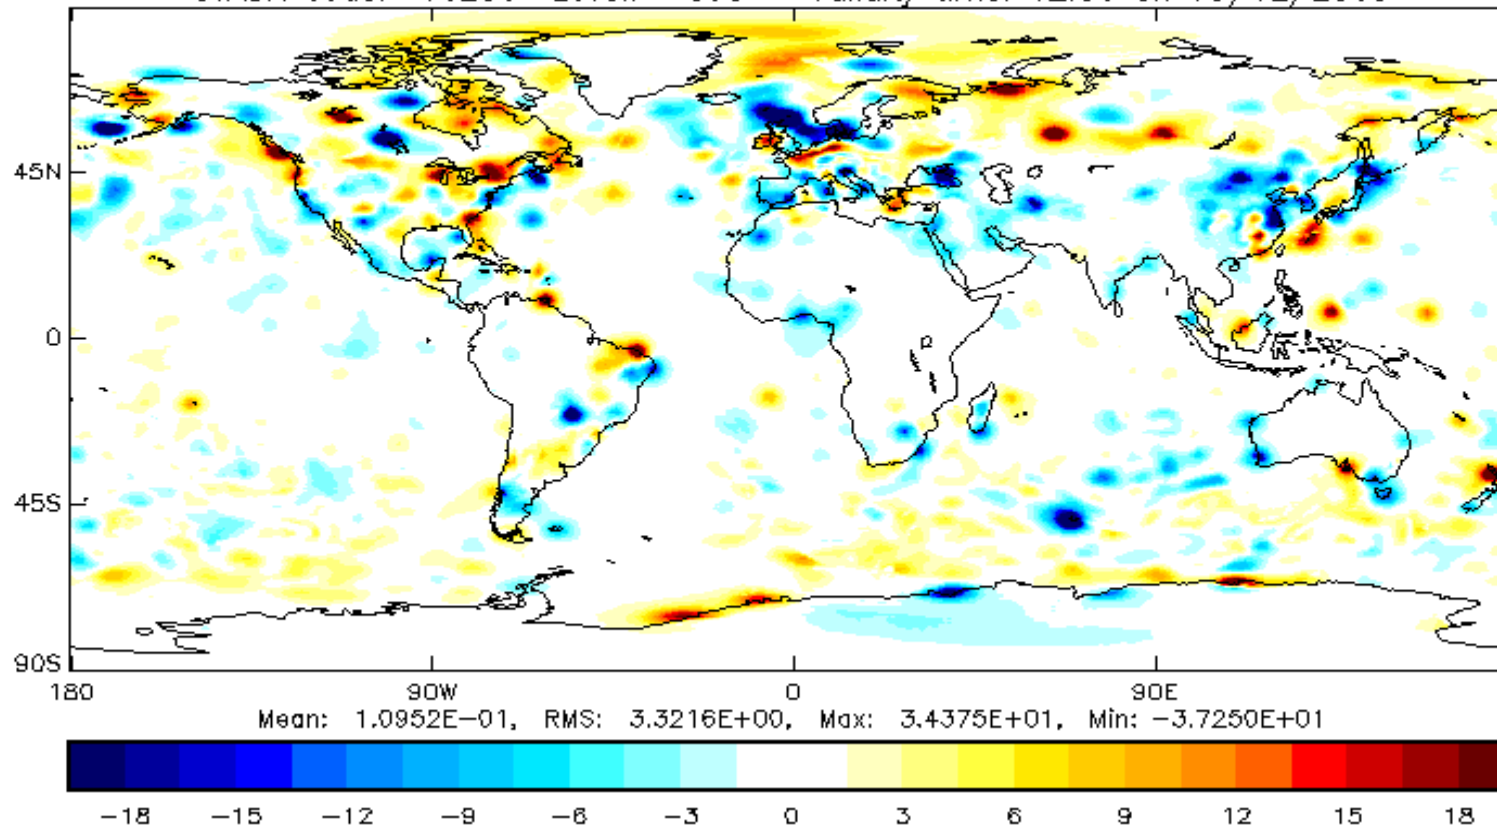 45N
0
45S
90S
180 90W 0 90E
Mean: 1.0952E-01, RMS: 3.3216E+00, Max: 3.4375E+01, Min: -3.7250E+01
-18 -15 -12 -9 -6 -3 0 3 6 9 12 15 18